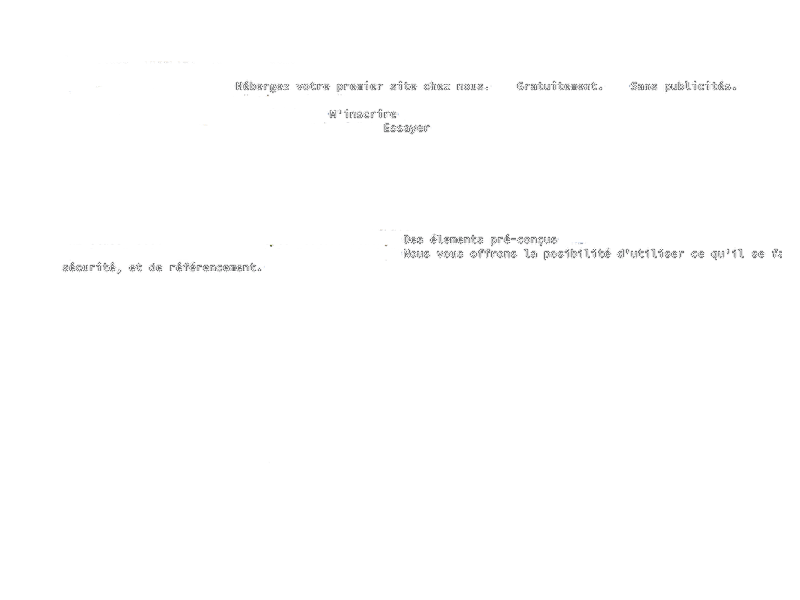 Hébergez votre premier site chez nous. Gratuitement. Sans publicités.
M'inscrire
Essayer
Des élements pré-conçus
Nous vous offrons la posibilité d'utiliser ce qu'il se
sécurité, et de référencement.